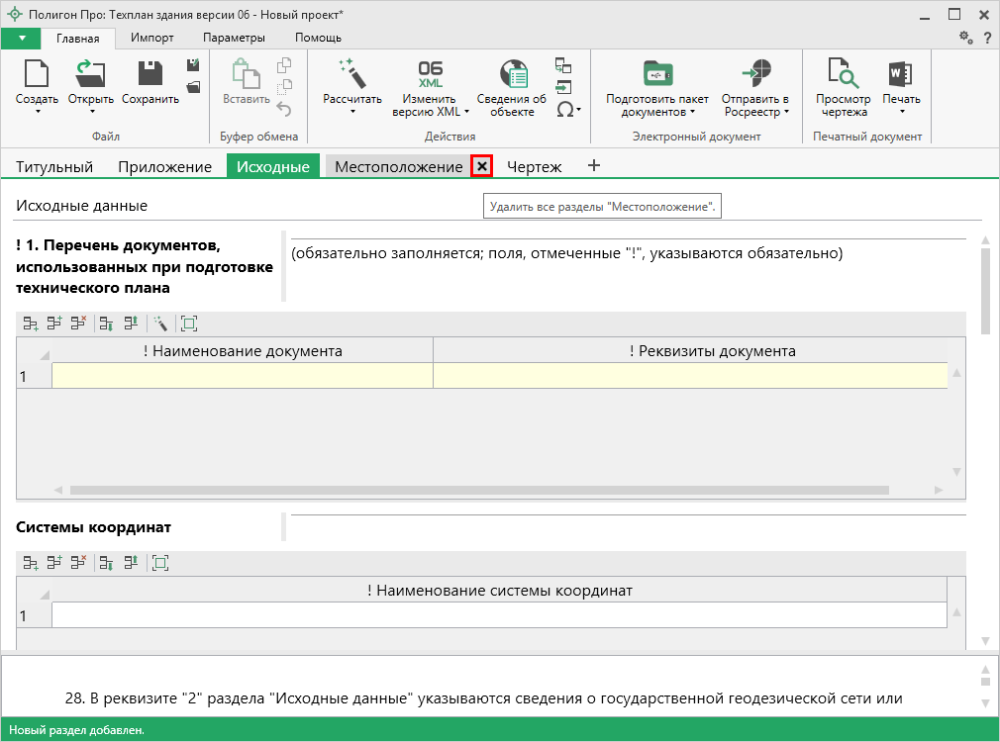 Полигон Про: Техплан здания версии 06 - Новый проект*
Главная Импорт Параметры Помощь
?
Создать Открыть Сохранить
Файл
Вставить
Буфер обмена
Рассчитать
06 XML
Изменить
версию XML
Сведения об
объекте
Ω
Действия
Подготовить пакет
документов
Отправить в
Росреестр
Электронный документ
Просмотр
чертежа
W
Печать
Печатный документ
Титульный Приложение Исходные Местоположение Чертеж +
Исходные данные
Удалить все разделы "Местоположение".
! 1. Перечень документов,
использованных при подготовке
технического плана
(обязательно заполняется; поля, отмеченные "!", указываются обязательно)
! Наименование документа ! Реквизиты документа
1
Системы координат
! Наименование системы координат
1
28. В реквизите "2" раздела "Исходные данные" указываются сведения о государственной геодезической сети или
Новый раздел добавлен.